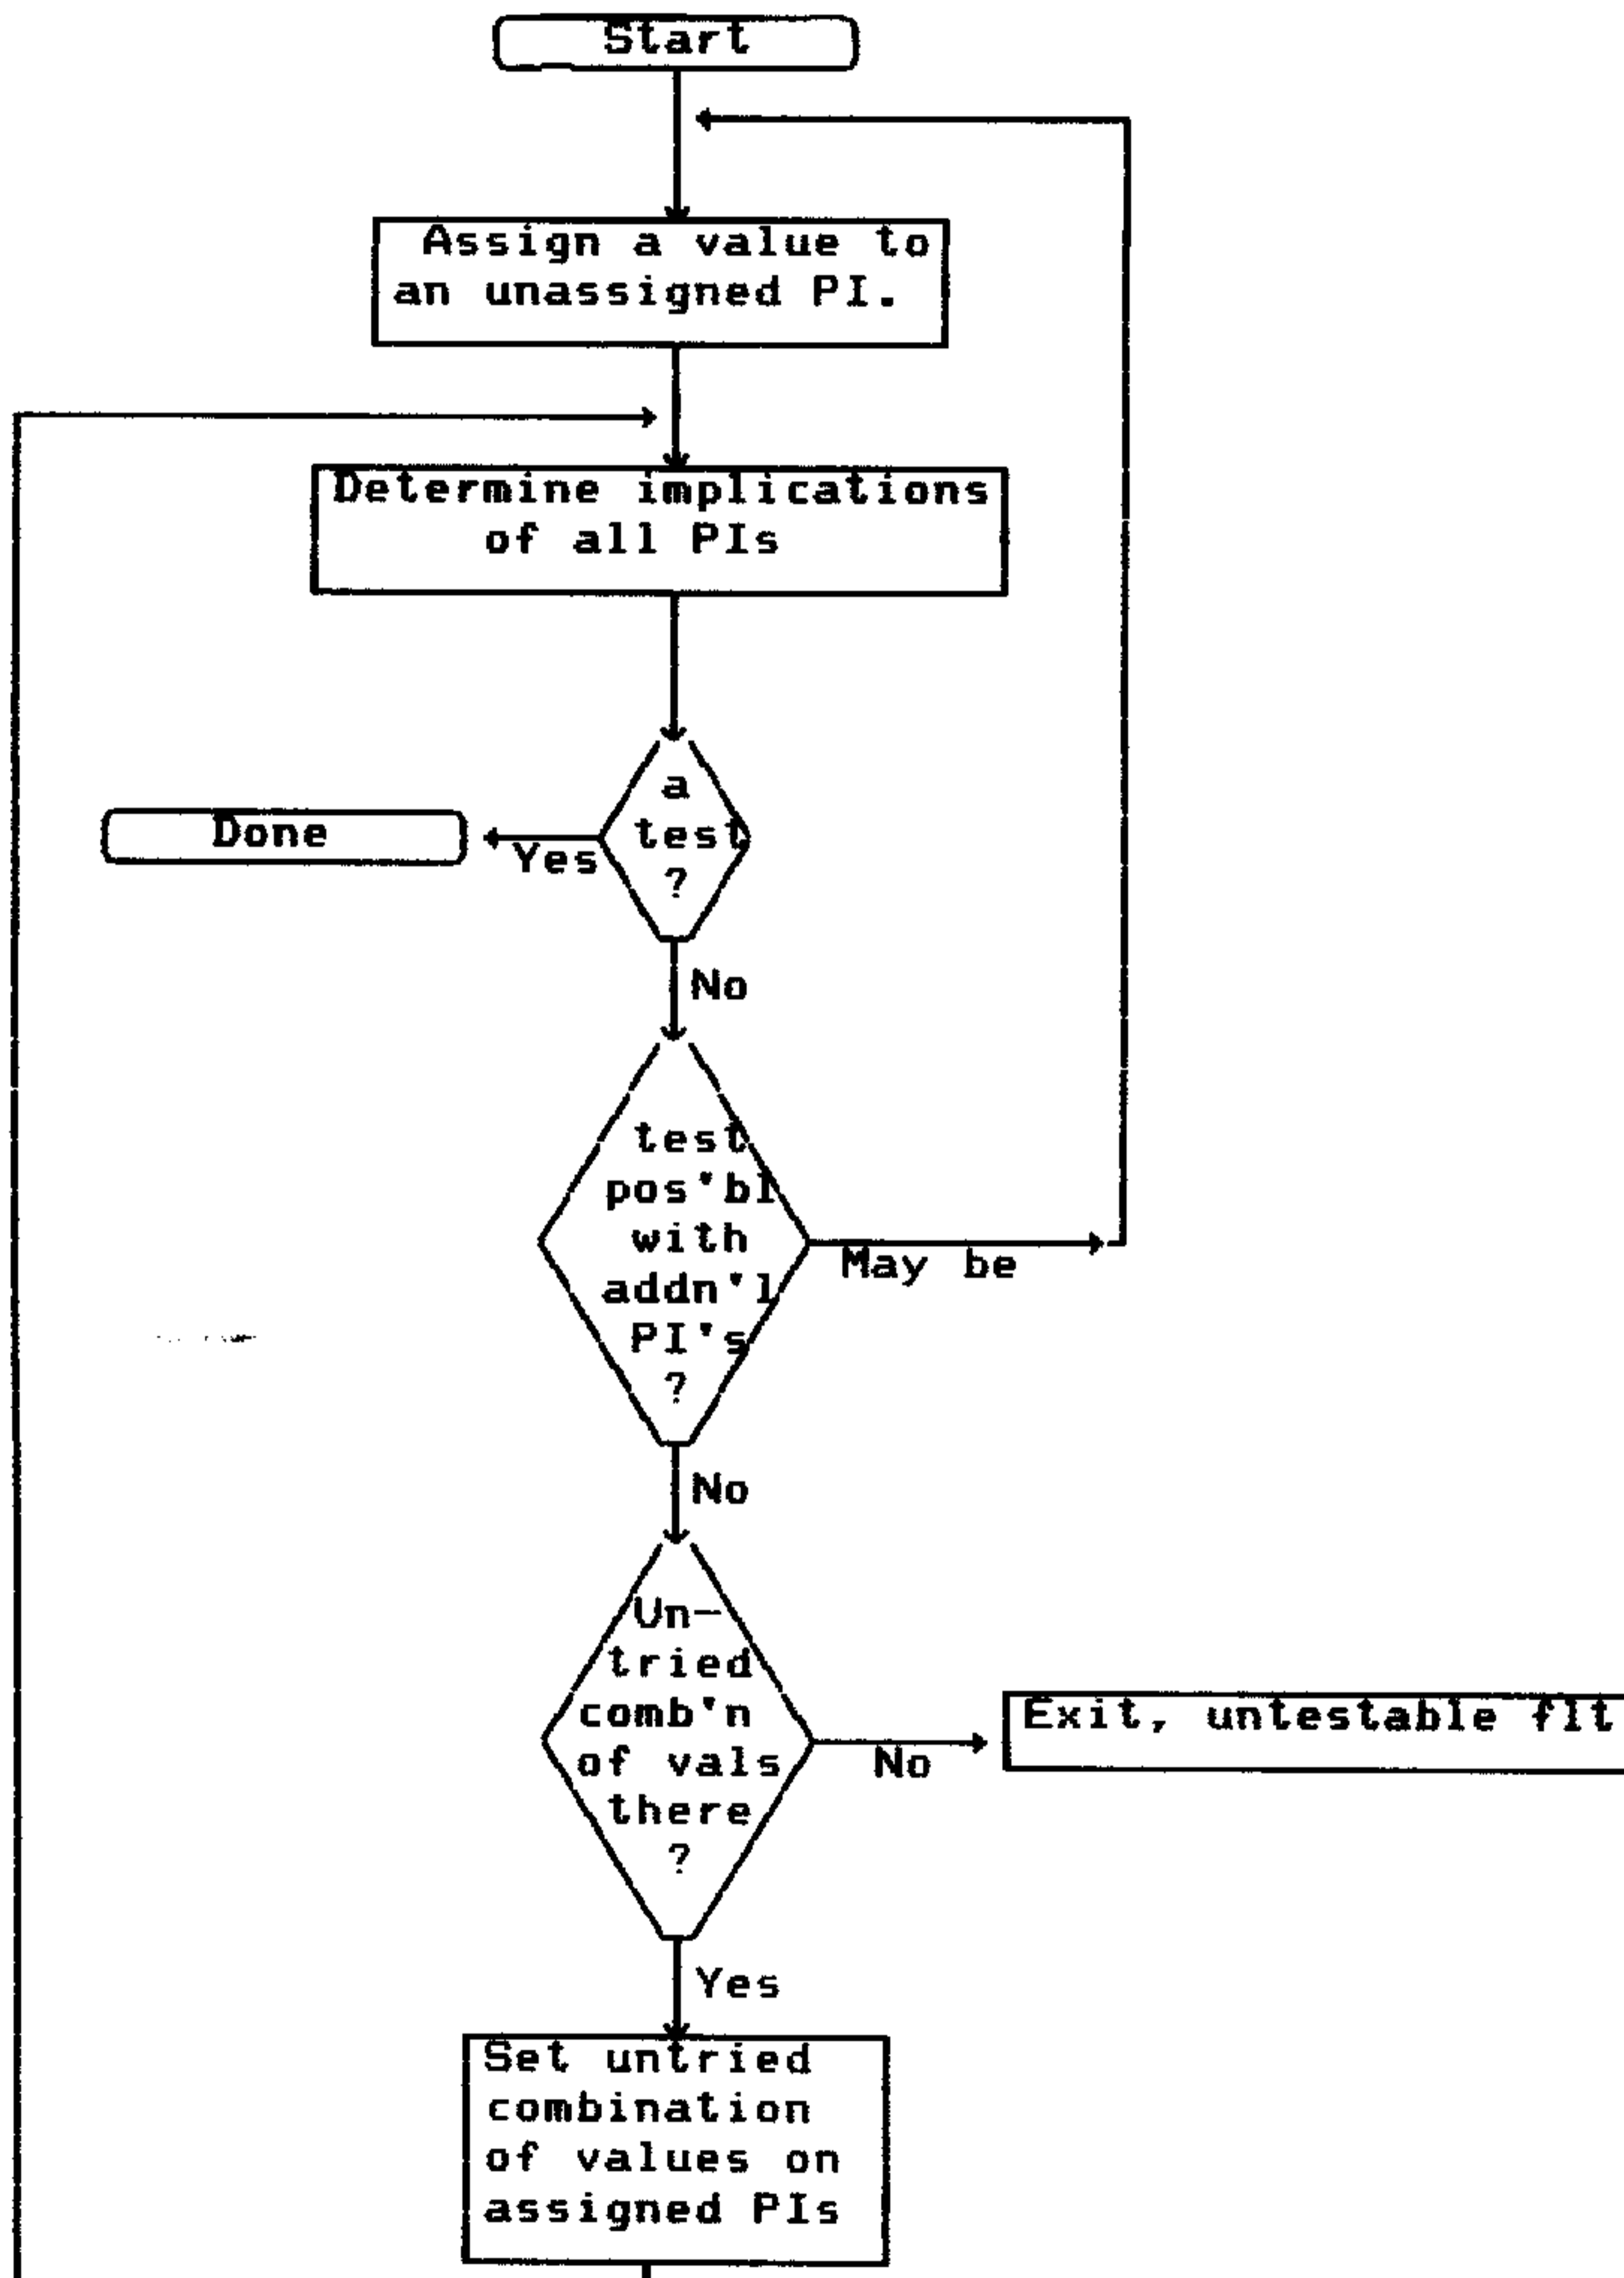 Start
Assign a value to
an unassigned PI.
Determine implications
of all PIs
a
test
?
Done
Yes
No
test
pos'bl
with
addn'l
PI's
?
May be
No
Un-
tried
comb'n
of vals
there
?
No
Exit, untestable flt
Yes
Set untried
combination
of values on
assigned PIs